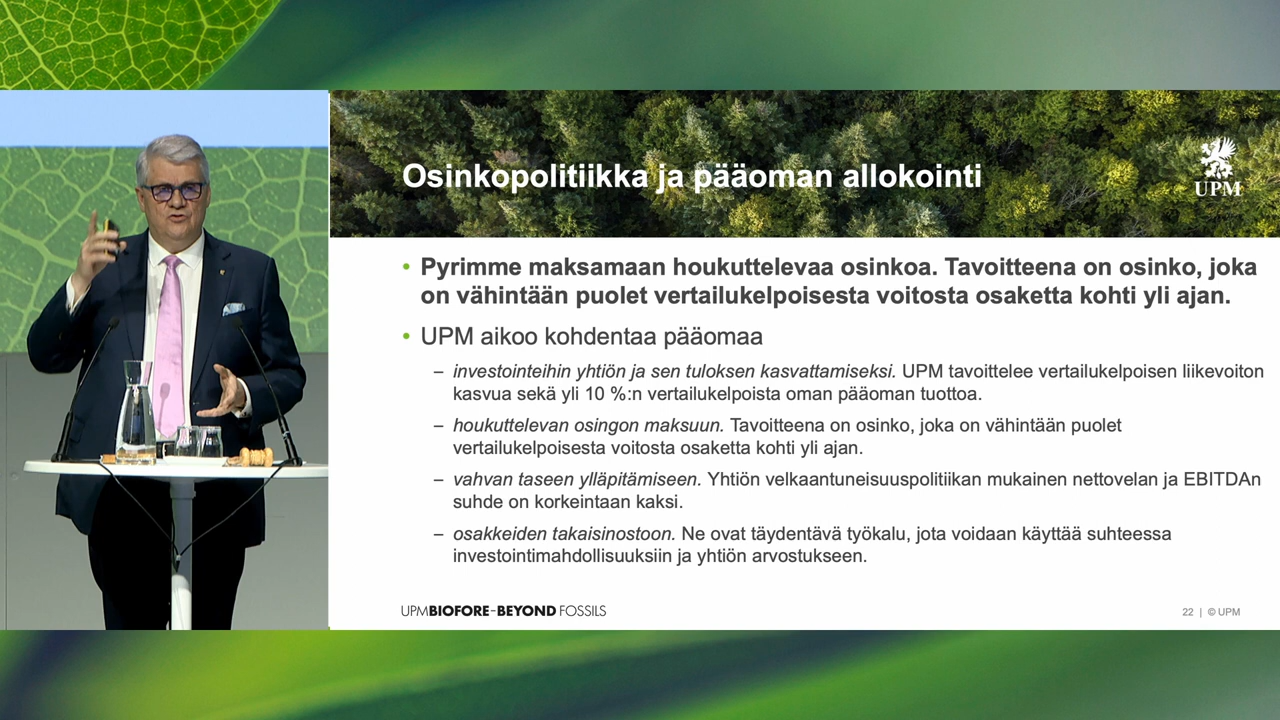 Osinkopolitiikka ja pääoman allokointi
UPM
• Pyrimme maksamaan houkuttelevaa osinkoa. Tavoitteena on osinko, joka
on vähintään puolet vertailukelpoisesta voitosta osaketta kohti yli ajan.
• UPM aikoo kohdentaa pääomaa
– investointeihin yhtiön ja sen tuloksen kasvattamiseksi. UPM tavoittelee vertailukelpoisen liikevoiton
kasvua sekä yli 10 %:n vertailukelpoista oman pääoman tuottoa.
– houkuttelevan osingon maksuun. Tavoitteena on osinko, joka on vähintään puolet
vertailukelpoisesta voitosta osaketta kohti yli ajan.
– vahvan taseen ylläpitämiseen. Yhtiön velkaantuneisuuspolitiikan mukainen nettovelan ja EBITDAn
suhde on korkeintaan kaksi.
– osakkeiden takaisinostoon. Ne ovat täydentävä työkalu, jota voidaan käyttää suhteessa
investointimahdollisuuksiin ja yhtiön arvostukseen.
UPM BIOFORE–BEYOND FOSSILS
22 | © UPM